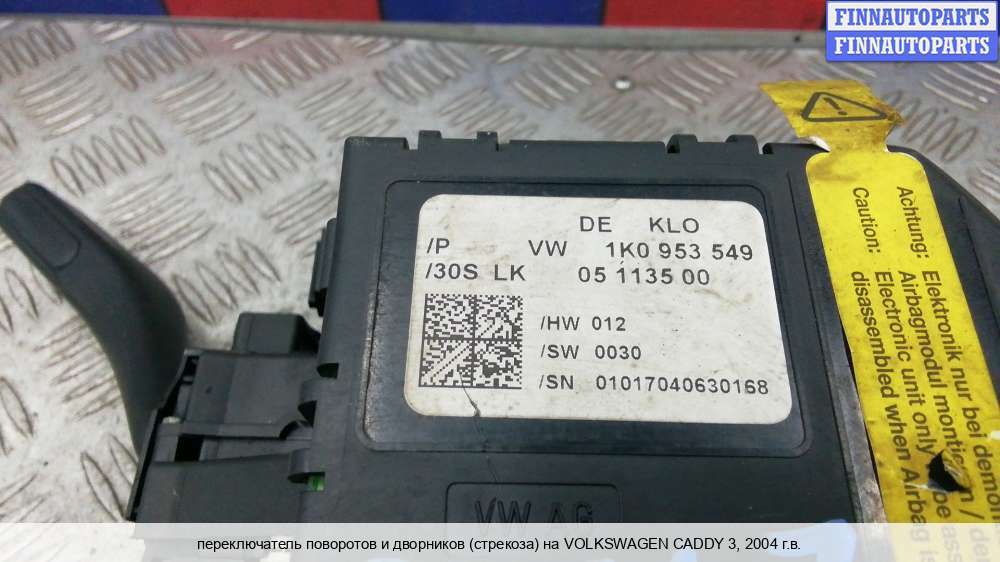 FINNAUTOPARTS
FINNAUTOPARTS
DE KLO
/P VW 1K0 953 549
/30S LK 05 1135 00
/HW 012
/SW 0030
/SN 01017040630168
VW AG
Achtung: Elektronik nur bei
Airbagmodul
Caution: Electronic unit only be
disassembled when Airbag is
переключатель поворотов и дворников (стрекоза) на VOLKSWAGEN CADDY 3, 2004 г.в.